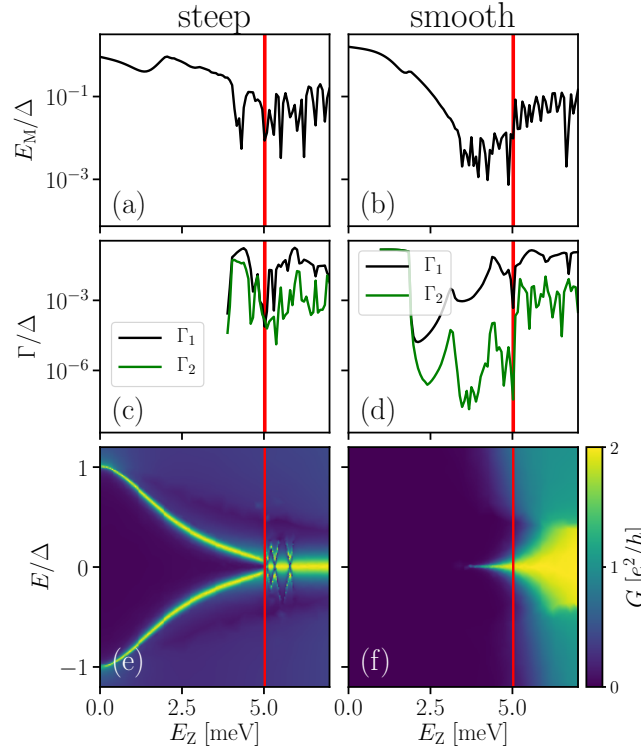 steep
smooth
E_M/Δ
10^{-1}
10^{-3}
(a)
(b)
Γ/Δ
10^{-3}
10^{-6}
Γ_1
Γ_2
(c)
Γ_1
Γ_2
(d)
E/Δ
1
0
−1
(e)
(f)
2
1
0
G [e^2/h]
0.0
2.5
5.0
0.0
2.5
5.0
E_Z [meV]
E_Z [meV]